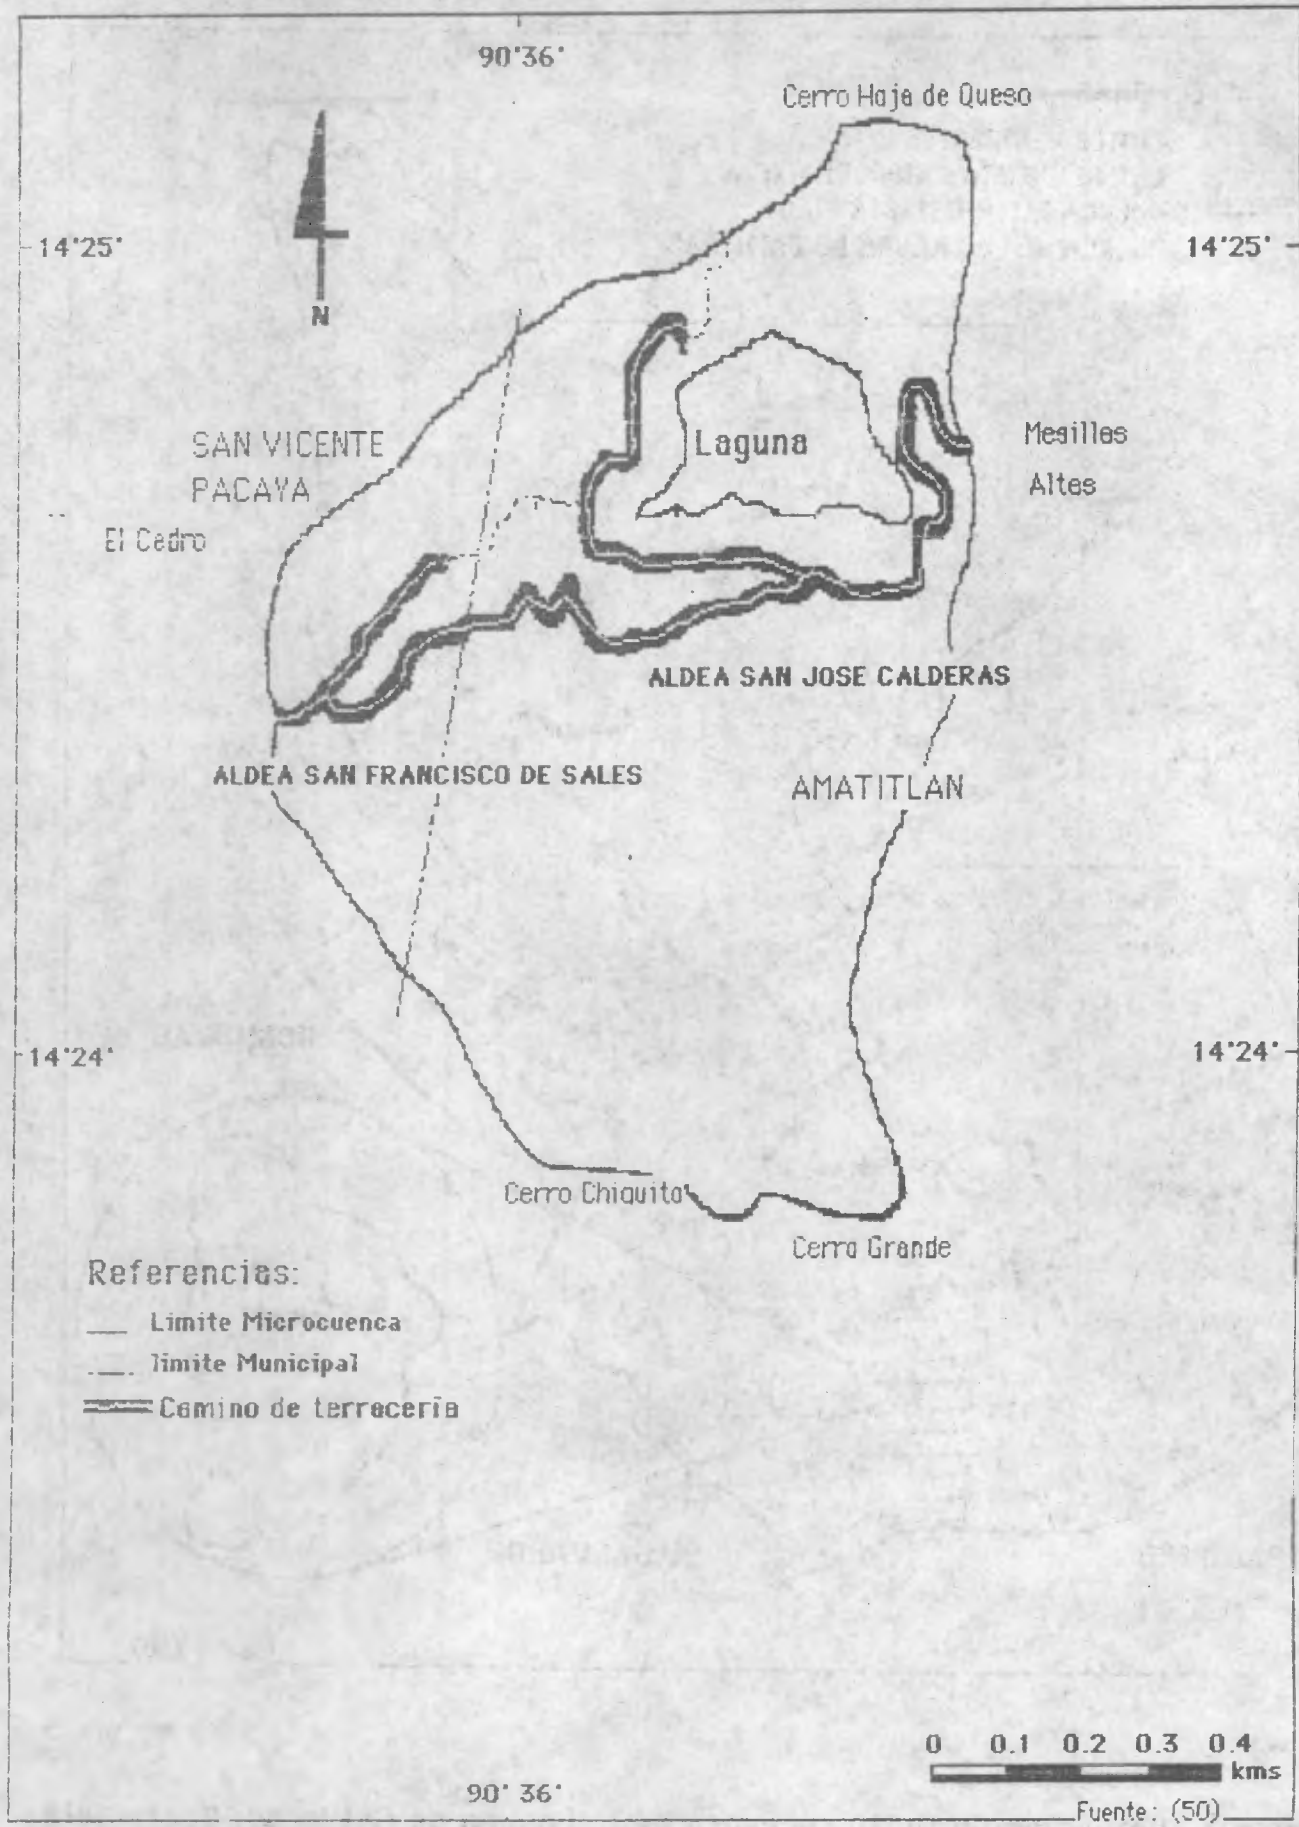 90°36'
Cerro Hoja de Queso
14°25'
14°25'
N
SAN VICENTE
PACAYA
Laguna
Mesillas
Altas
El Cedro
ALDEA SAN JOSE CALDERAS
ALDEA SAN FRANCISCO DE SALES
AMATITLAN
14°24'
14°24'
Cerro Chiquito
Cerro Grande
Referencias:
Limite Microcuenca
limite Municipal
Camino de terracería
0 0.1 0.2 0.3 0.4
kms
90° 36'
Fuente: (50)